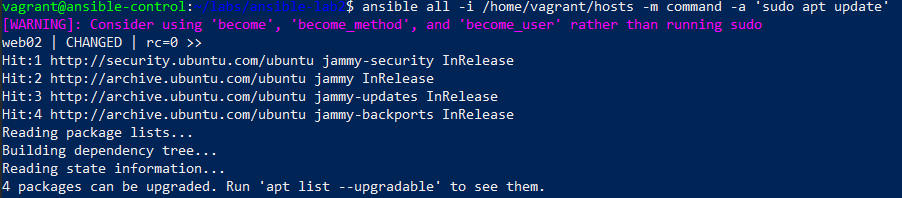 vagrant@ansible-control:~/iot/ansible-lab2$ ansible all -i /home/vagrant/hosts -m command -a 'sudo apt update'
[WARNING]: Consider using 'become', 'become_method', and 'become_user' rather than running sudo
web02 | CHANGED | rc=0 >>
Hit:1 http://security.ubuntu.com/ubuntu jammy-security InRelease
Hit:2 http://archive.ubuntu.com/ubuntu jammy InRelease
Hit:3 http://archive.ubuntu.com/ubuntu jammy-updates InRelease
Hit:4 http://archive.ubuntu.com/ubuntu jammy-backports InRelease
Reading package lists...
Building dependency tree...
Reading state information...
4 packages can be upgraded. Run 'apt list --upgradable' to see them.